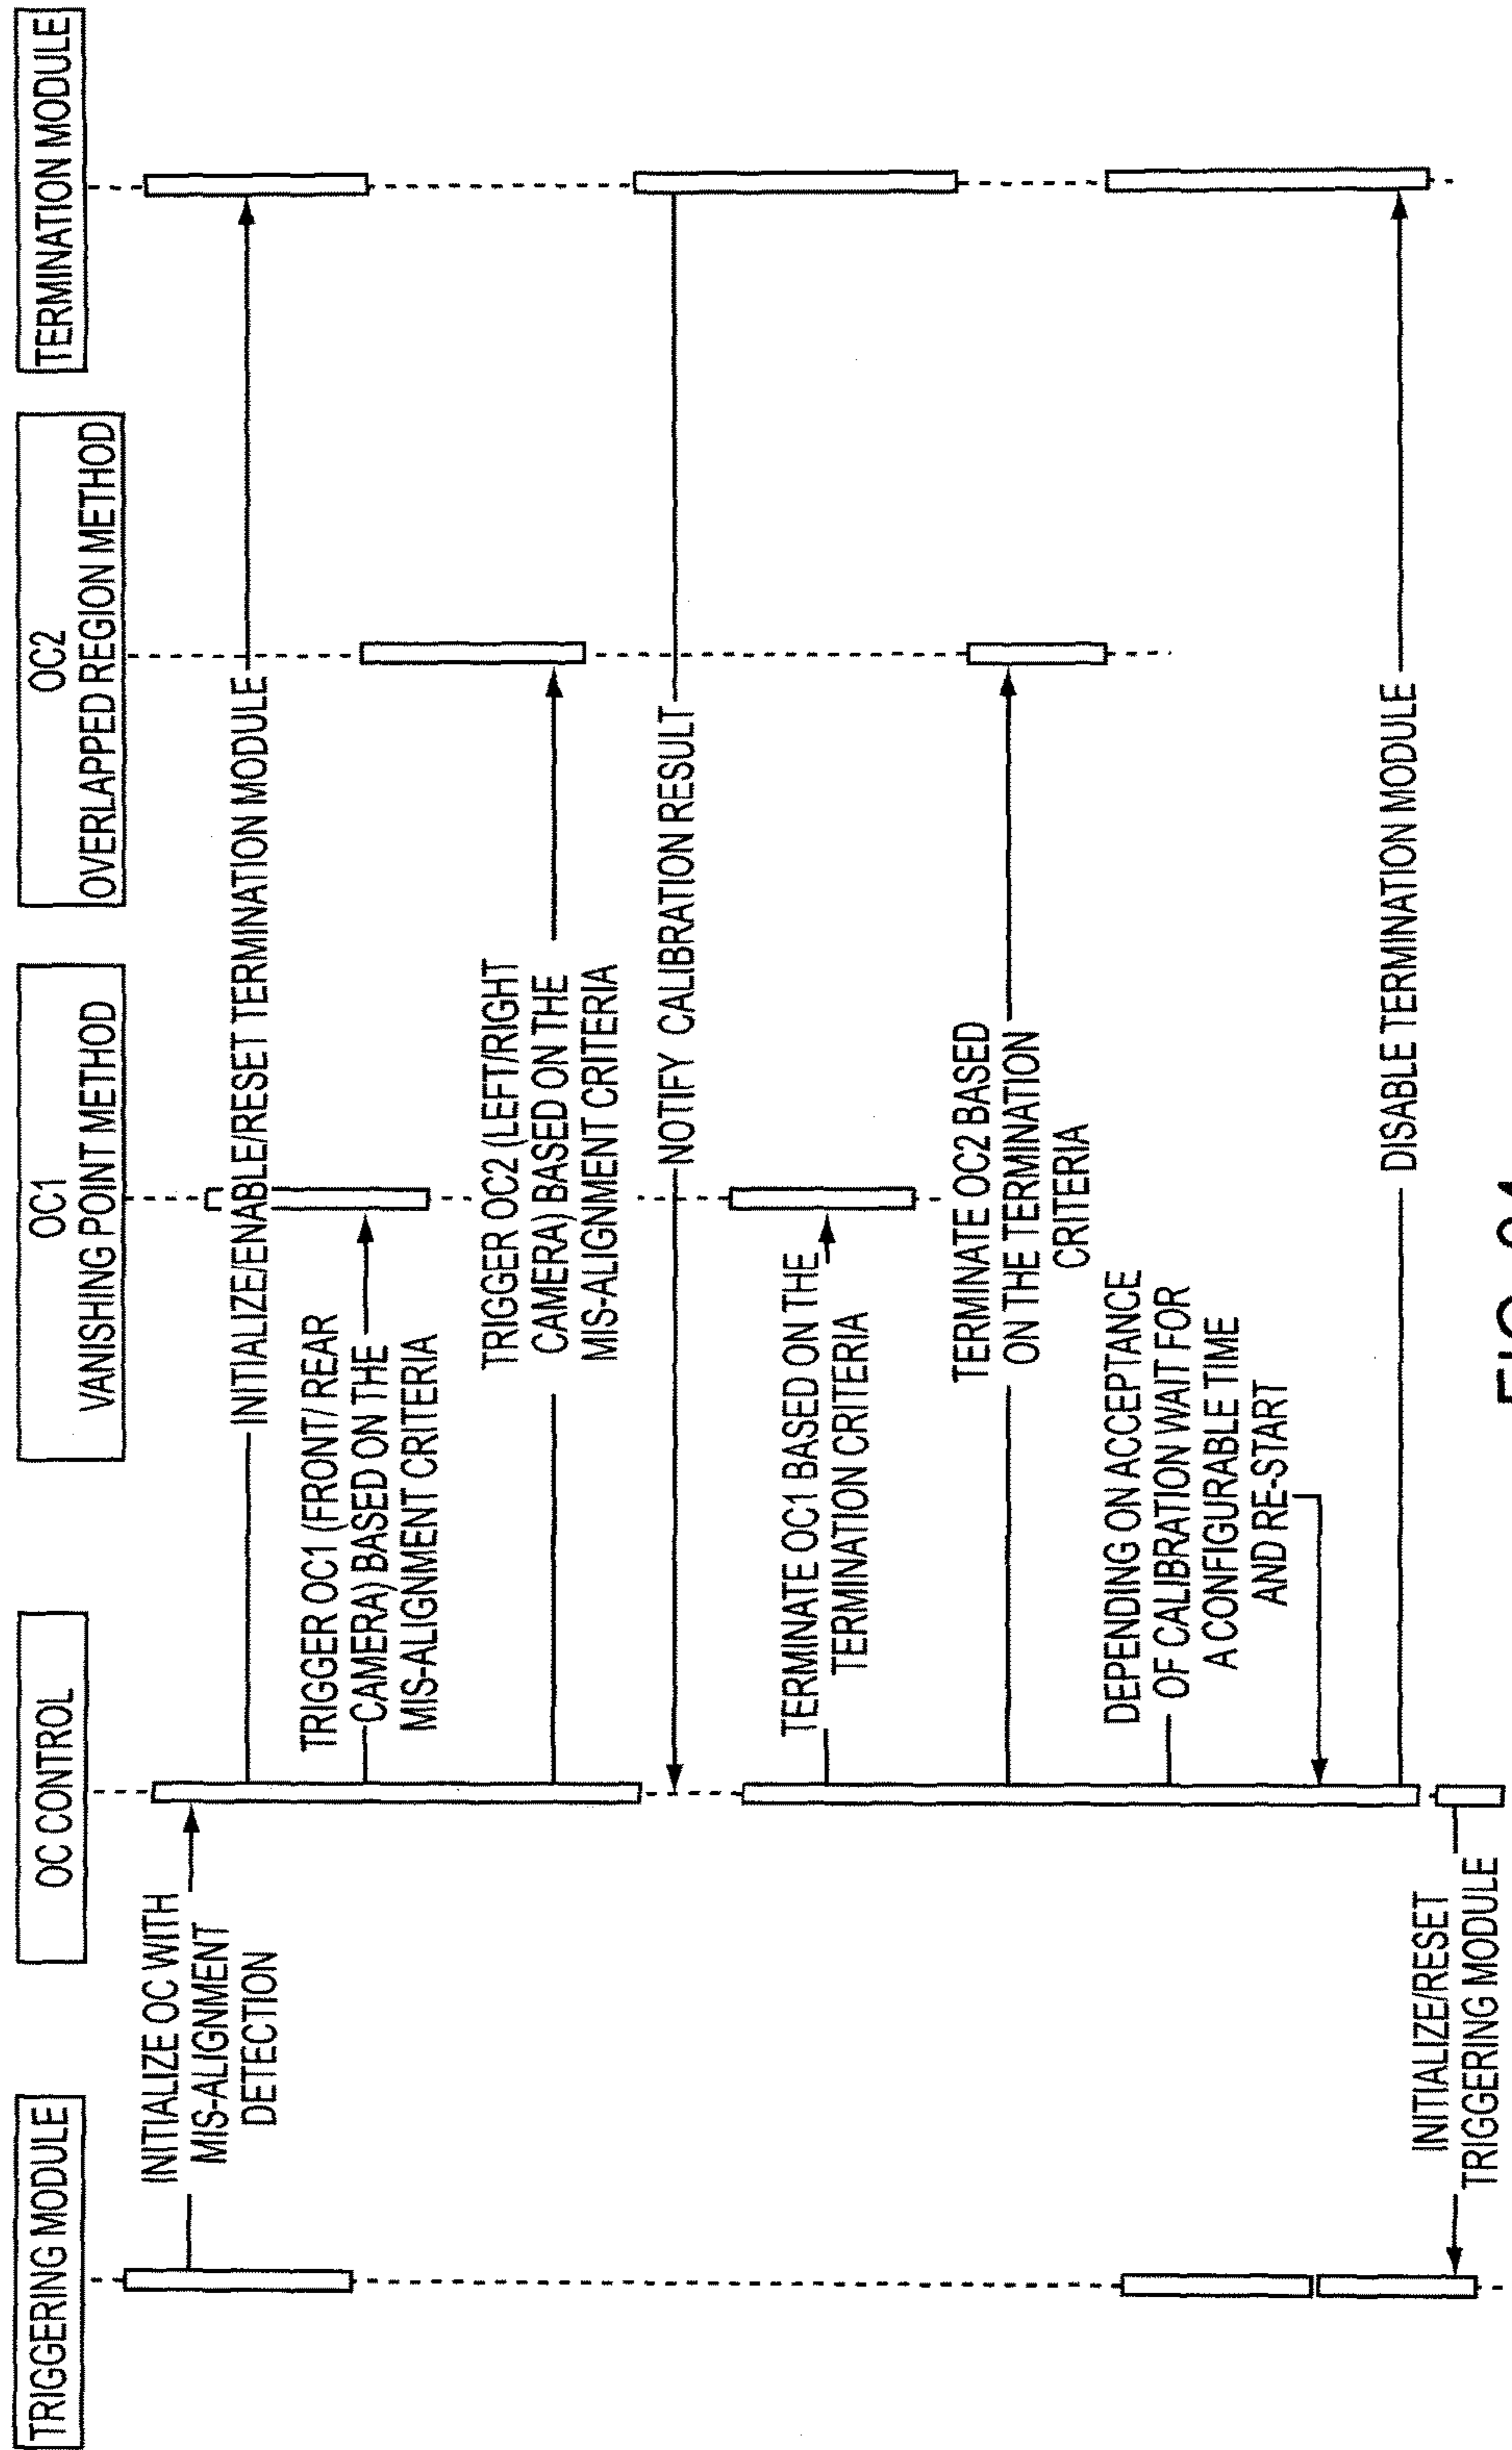 TRIGGERING MODULE
OC CONTROL
OC1
VANISHING POINT METHOD
OC2
OVERLAPPED REGION METHOD
TERMINATION MODULE
INITIALIZE OC WITH
MIS-ALIGNMENT
DETECTION
INITIALIZE/ENABLE/RESET TERMINATION MODULE
TRIGGER OC1 (FRONT/ REAR
CAMERA) BASED ON THE
MIS-ALIGNMENT CRITERIA
TRIGGER OC2 (LEFT/RIGHT
CAMERA) BASED ON THE
MIS-ALIGNMENT CRITERIA
NOTIFY CALIBRATION RESULT
TERMINATE OC1 BASED ON THE
TERMINATION CRITERIA
TERMINATE OC2 BASED
ON THE TERMINATION
CRITERIA
DEPENDING ON ACCEPTANCE
OF CALIBRATION WAIT FOR
A CONFIGURABLE TIME
AND RE-START
DISABLE TERMINATION MODULE
INITIALIZE/RESET
TRIGGERING MODULE